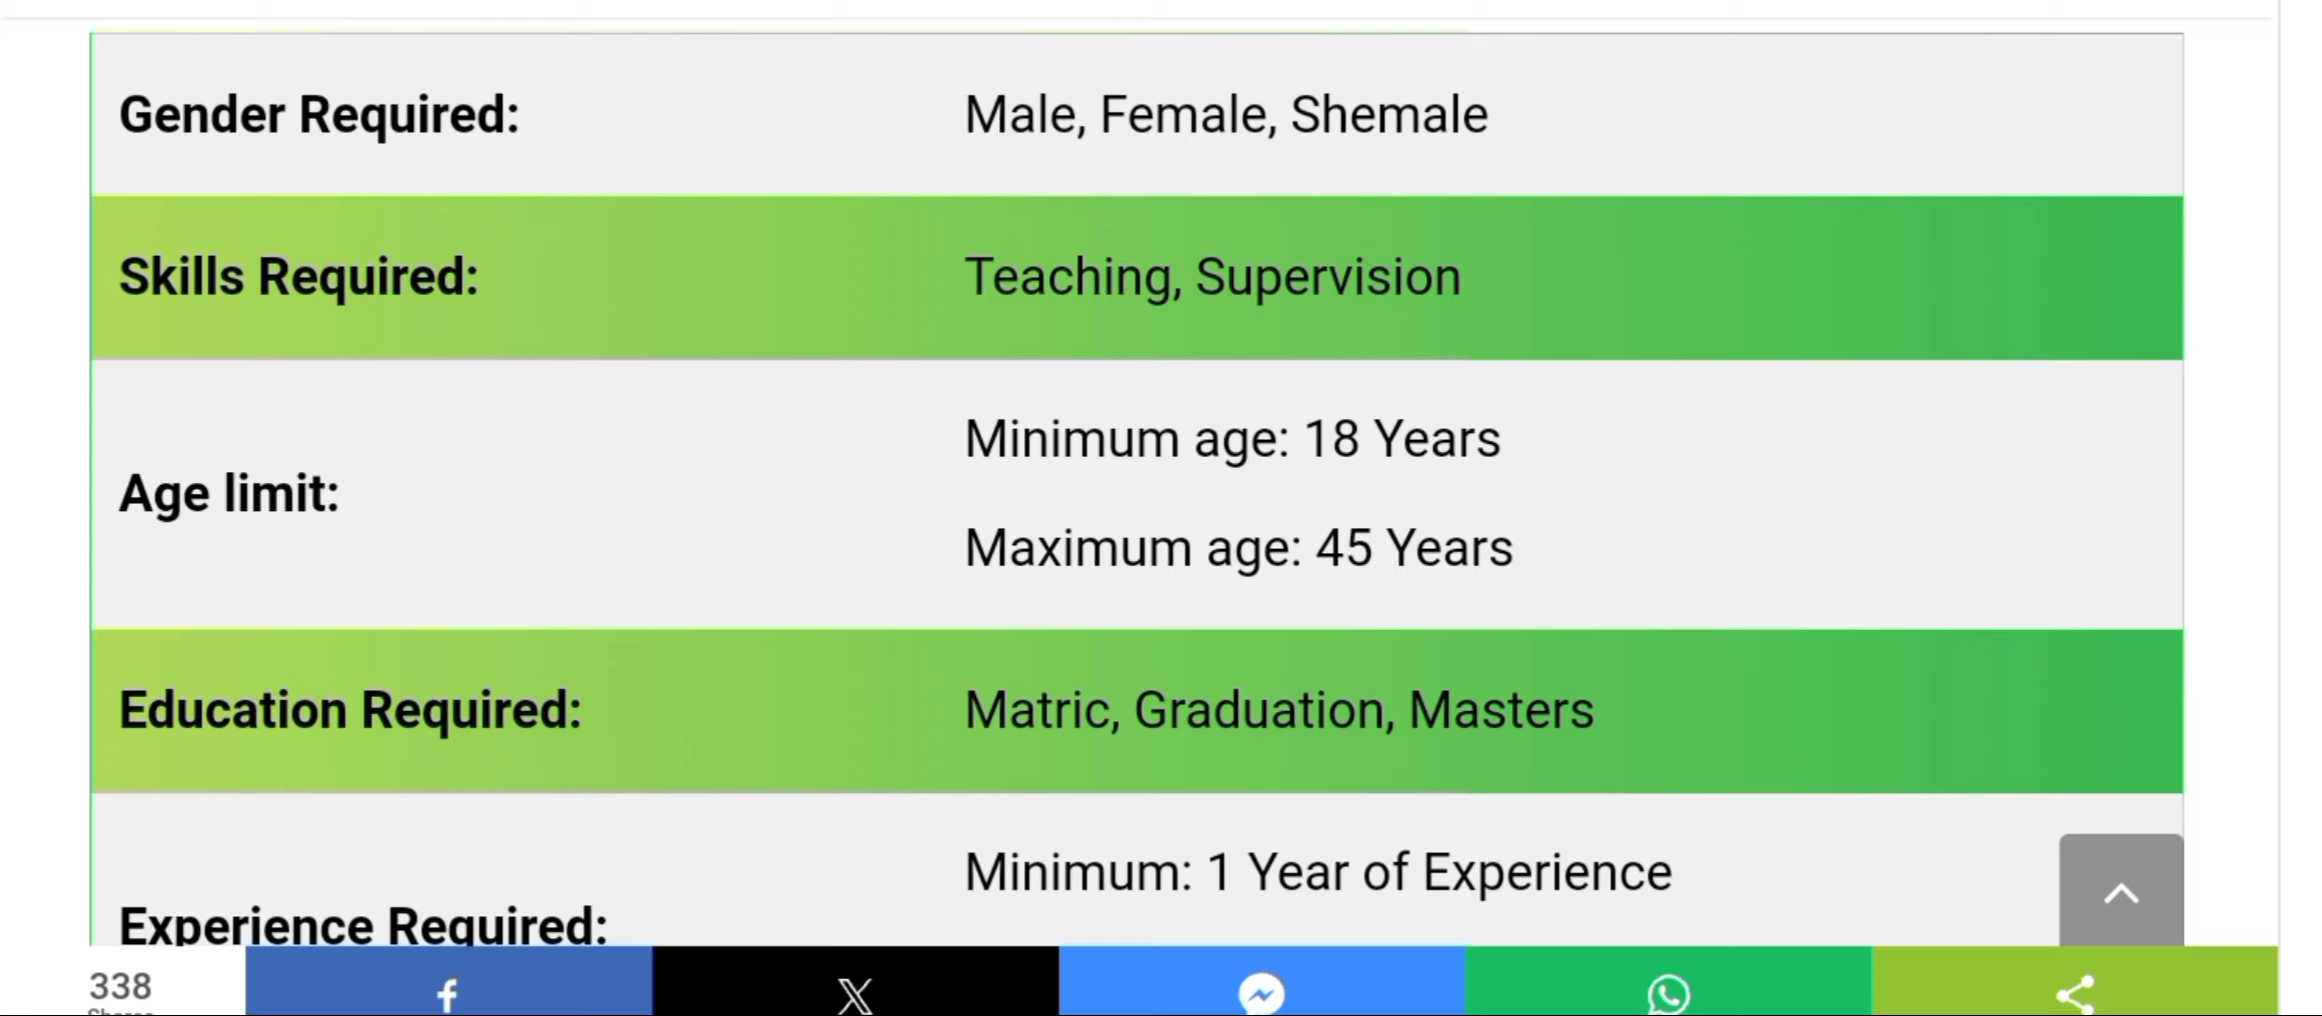 Gender Required: Male, Female, Shemale
Skills Required: Teaching, Supervision
Age limit:
Minimum age: 18 Years
Maximum age: 45 Years
Education Required: Matric, Graduation, Masters
Minimum: 1 Year of Experience
Experience Required:
338
Shares